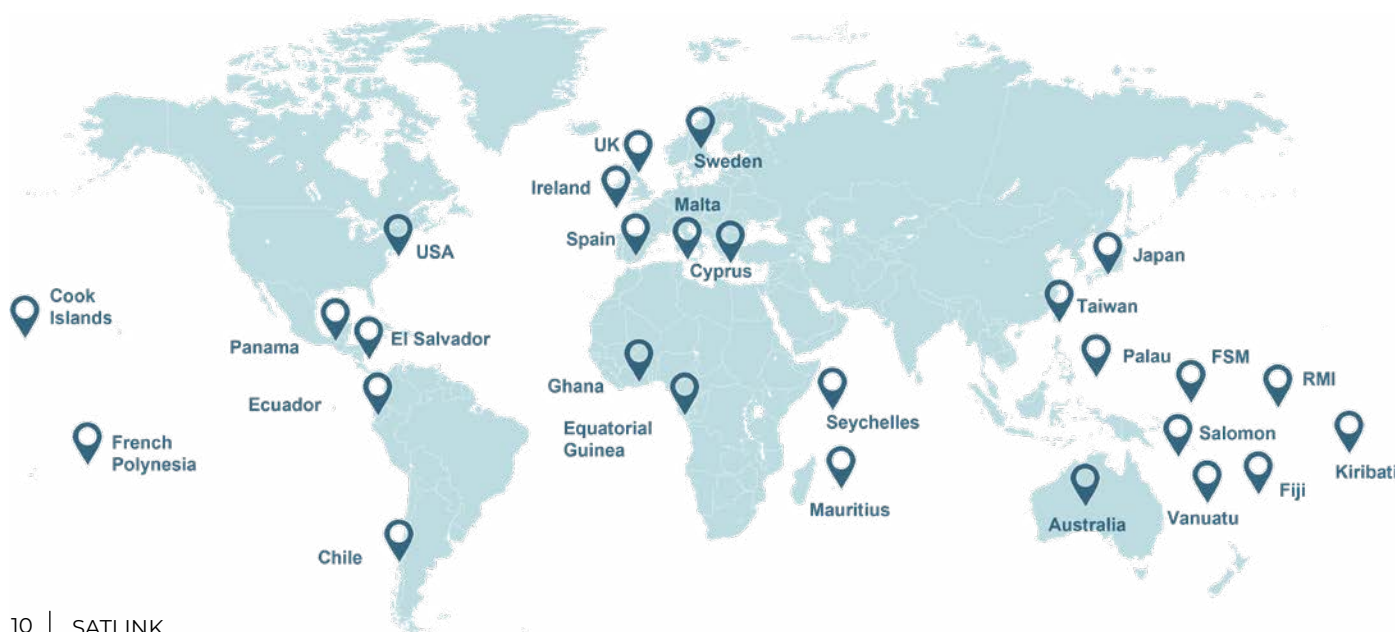 UK
Sweden
Ireland
Malta
Spain
Cyprus
USA
Japan
Cook
Islands
Taiwan
Panama
El Salvador
Palau
FSM
RMI
Ghana
Ecuador
Seychelles
Equatorial
Guinea
Salomon
French
Polynesia
Kiribati
Fiji
Mauritius
Vanuatu
Australia
Chile
10 | SATLINK